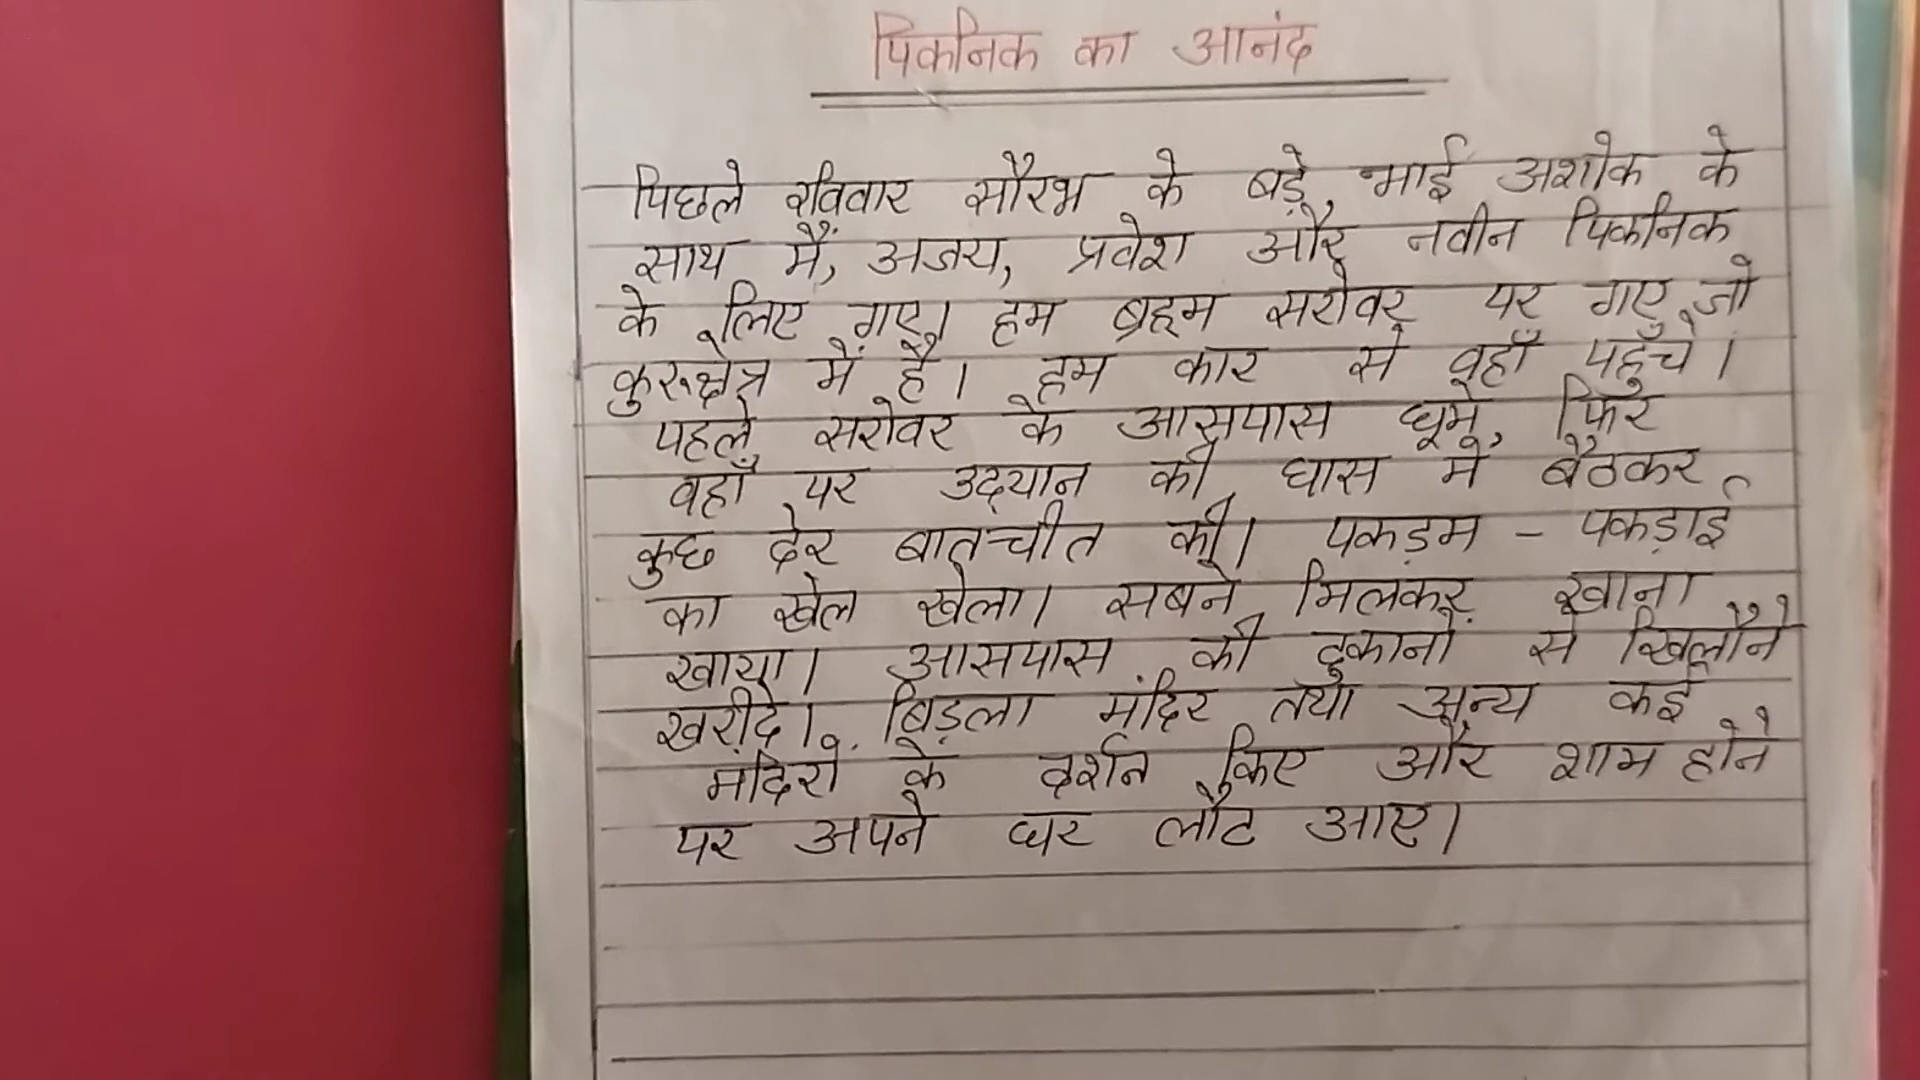 पिकनिक का आनंद
पिछले रविवार सौरभ के बड़े भाई अशोक के
साथ मैं, अजय, प्रवेश और नवीन पिकनिक
के लिए गए। हम ब्रह्म सरोवर पर गए जो
कुरुक्षेत्र में है। हम कार से वहाँ पहुँचे।
पहले सरोवर के आसपास घूमे, फिर
वहाँ पर उद्यान की घास में बैठकर
कुछ देर बातचीत की। पकड़म - पकड़ाई
का खेल खेला। सबने मिलकर खाना
खाया। आसपास की दुकानों से खिलौने
खरीदे। बिड़ला मंदिर तथा अन्य कई
मंदिरों के दर्शन किए और शाम होने
पर अपने घर लौट आए।